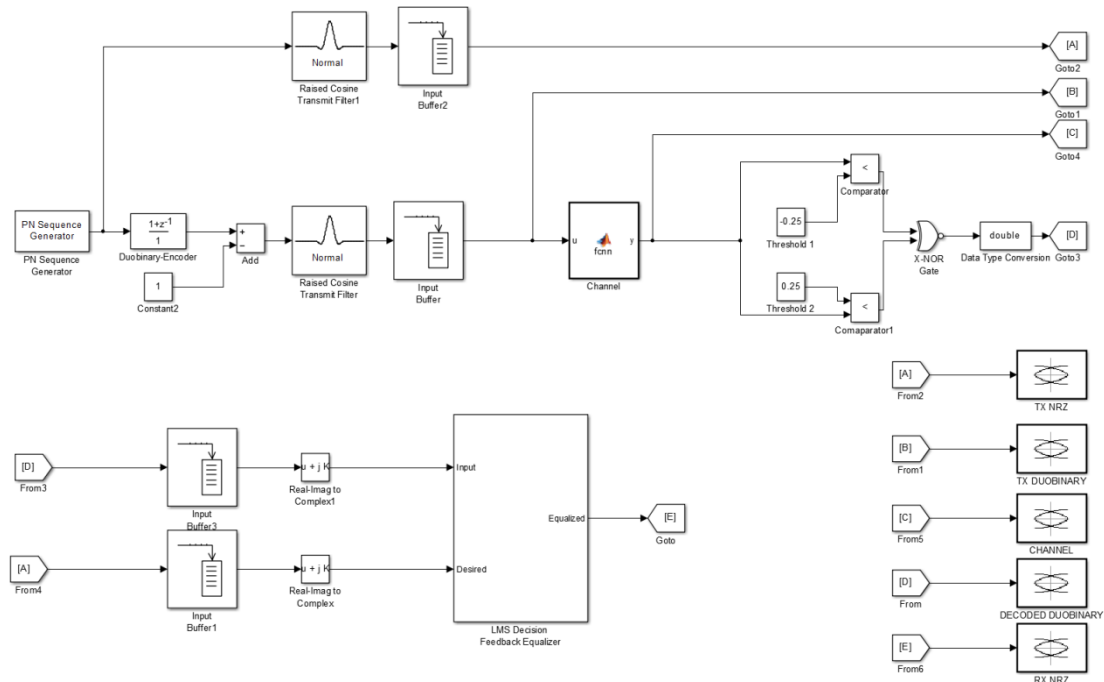 Normal
Raised Cosine
Transmit Filter1
Input
Buffer2
[A]
Goto2
[B]
Goto1
[C]
Goto4
PN Sequence
Generator
PN Sequence
Generator
1+z-1
1
Duobinary-Encoder
1
Constant2
+
−
Add
Normal
Raised Cosine
Transmit Filter
Input
Buffer
u
fcnn
y
Channel
<
Comparator
-0.25
Threshold 1
0.25
Threshold 2
<
Comaparator1
X-NOR
Gate
double
Data Type Conversion
[D]
Goto3
[D]
From3
Input
Buffer3
u + j K
Real-Imag to
Complex1
[A]
From4
Input
Buffer1
u + j K
Real-Imag to
Complex
Input
Desired
Equalized
LMS Decision
Feedback Equalizer
[E]
Goto
[A]
From2
TX NRZ
[B]
From1
TX DUOBINARY
[C]
From5
CHANNEL
[D]
From
DECODED DUOBINARY
[E]
From6
RX NRZ